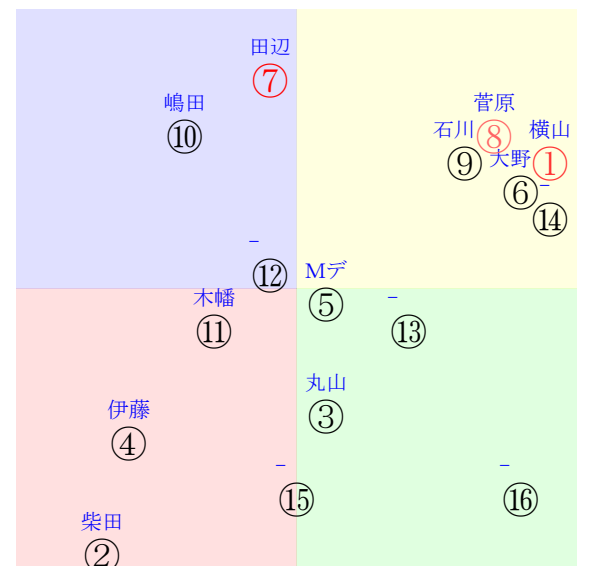 田辺
⑦
嶋田
⑩
菅原
⑧
石川
⑨
横山
①
大野
⑥
-
⑭
-
⑫
Mデ
⑤
-
⑬
木幡
⑪
丸山
③
伊藤
④
-
⑮
-
⑯
柴田
②